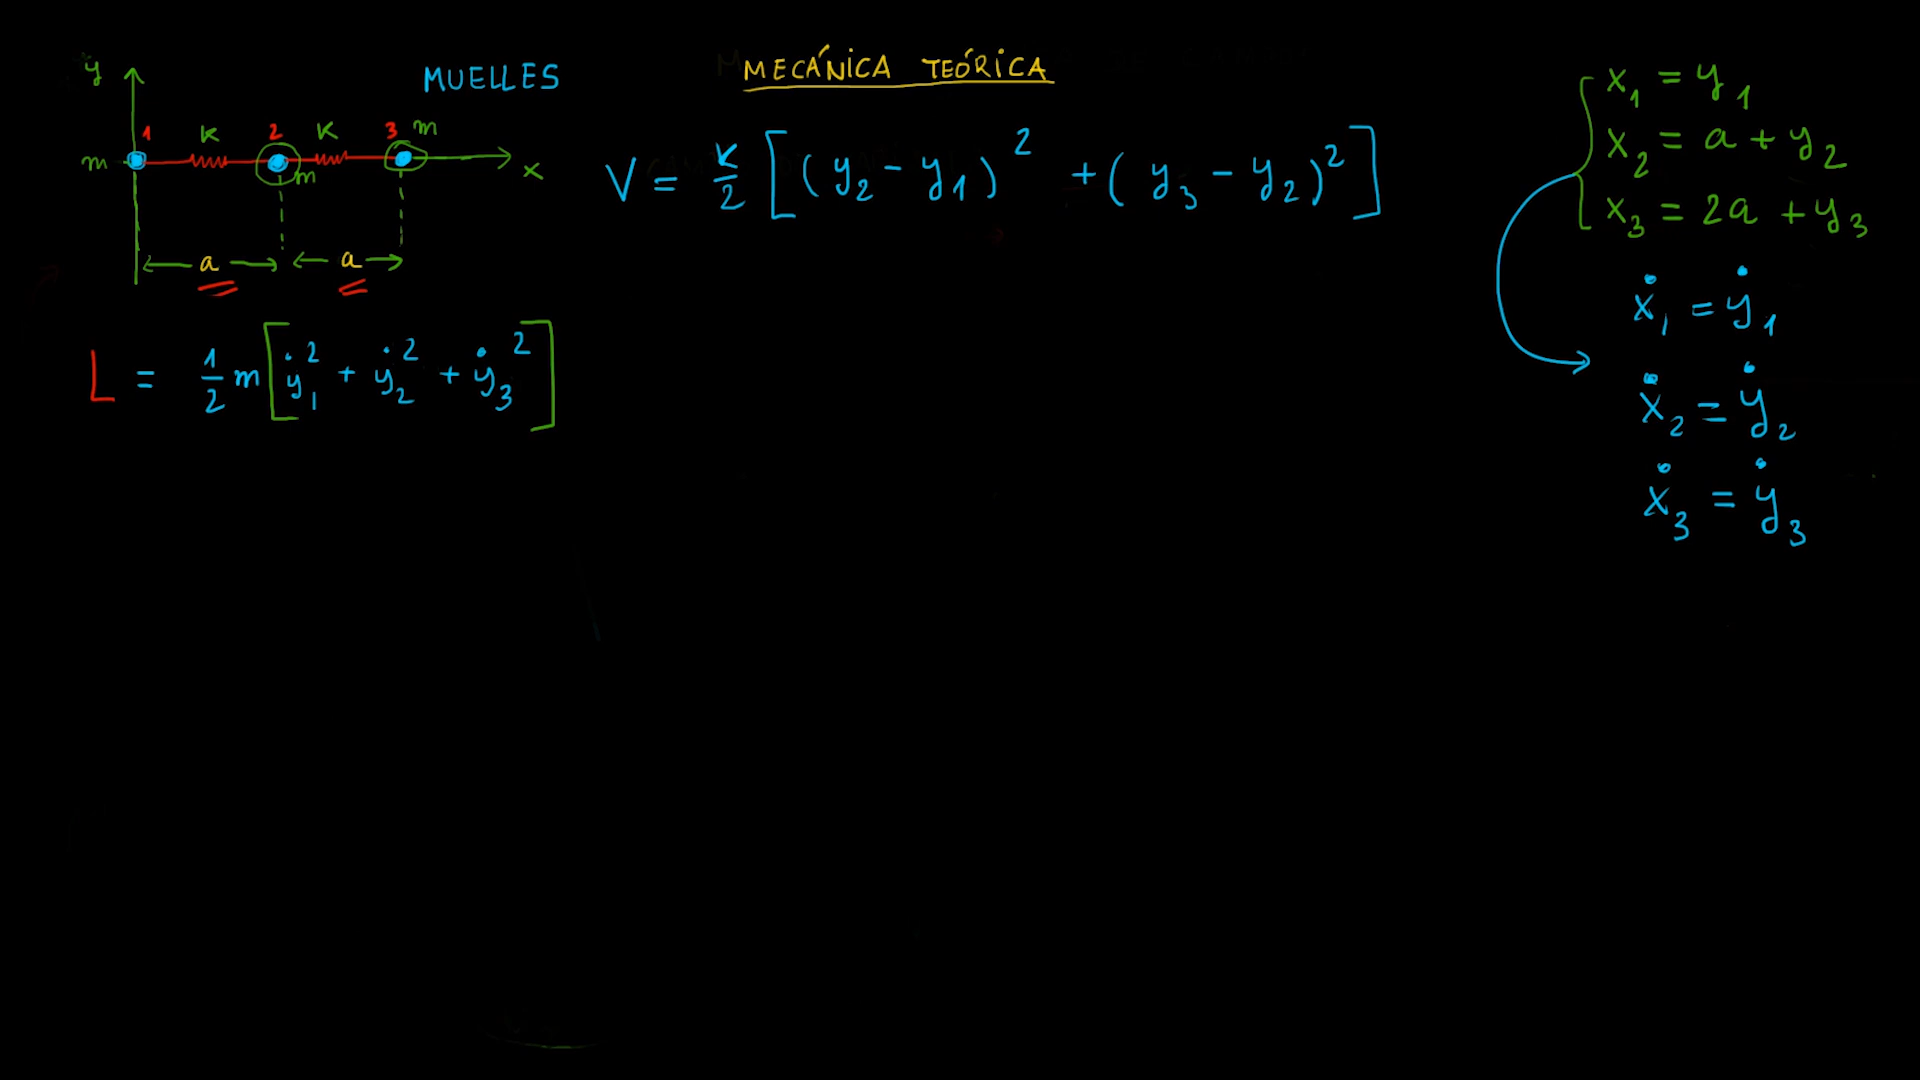 MECÁNICA TEÓRICA
MUELLES
y
1 K 2 K 3 m
m m x
a a
V = K/2 [(y₂ - y₁)² + (y₃ - y₂)²]
L = 1/2 m [ẏ₁² + ẏ₂² + ẏ₃²]
x₁ = y₁
x₂ = a + y₂
x₃ = 2a + y₃
ẋ₁ = ẏ₁
ẋ₂ = ẏ₂
ẋ₃ = ẏ₃